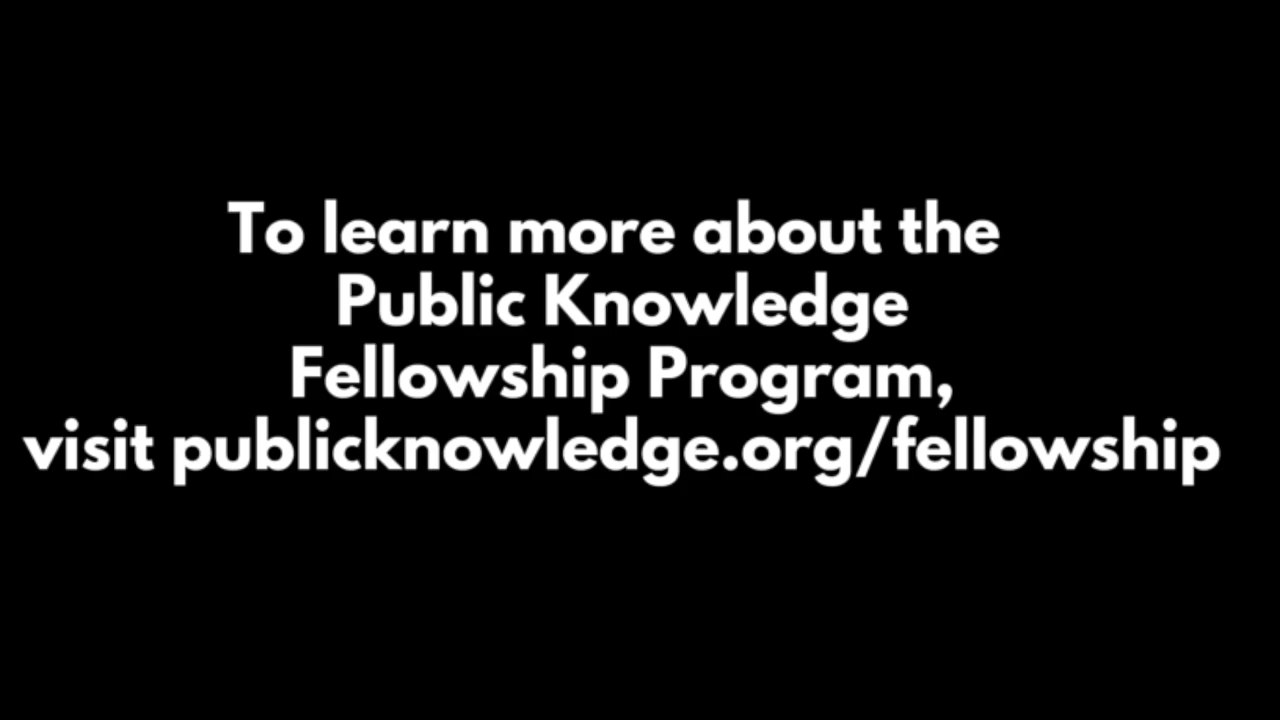 To learn more about the
Public Knowledge
Fellowship Program,
visit publicknowledge.org/fellowship